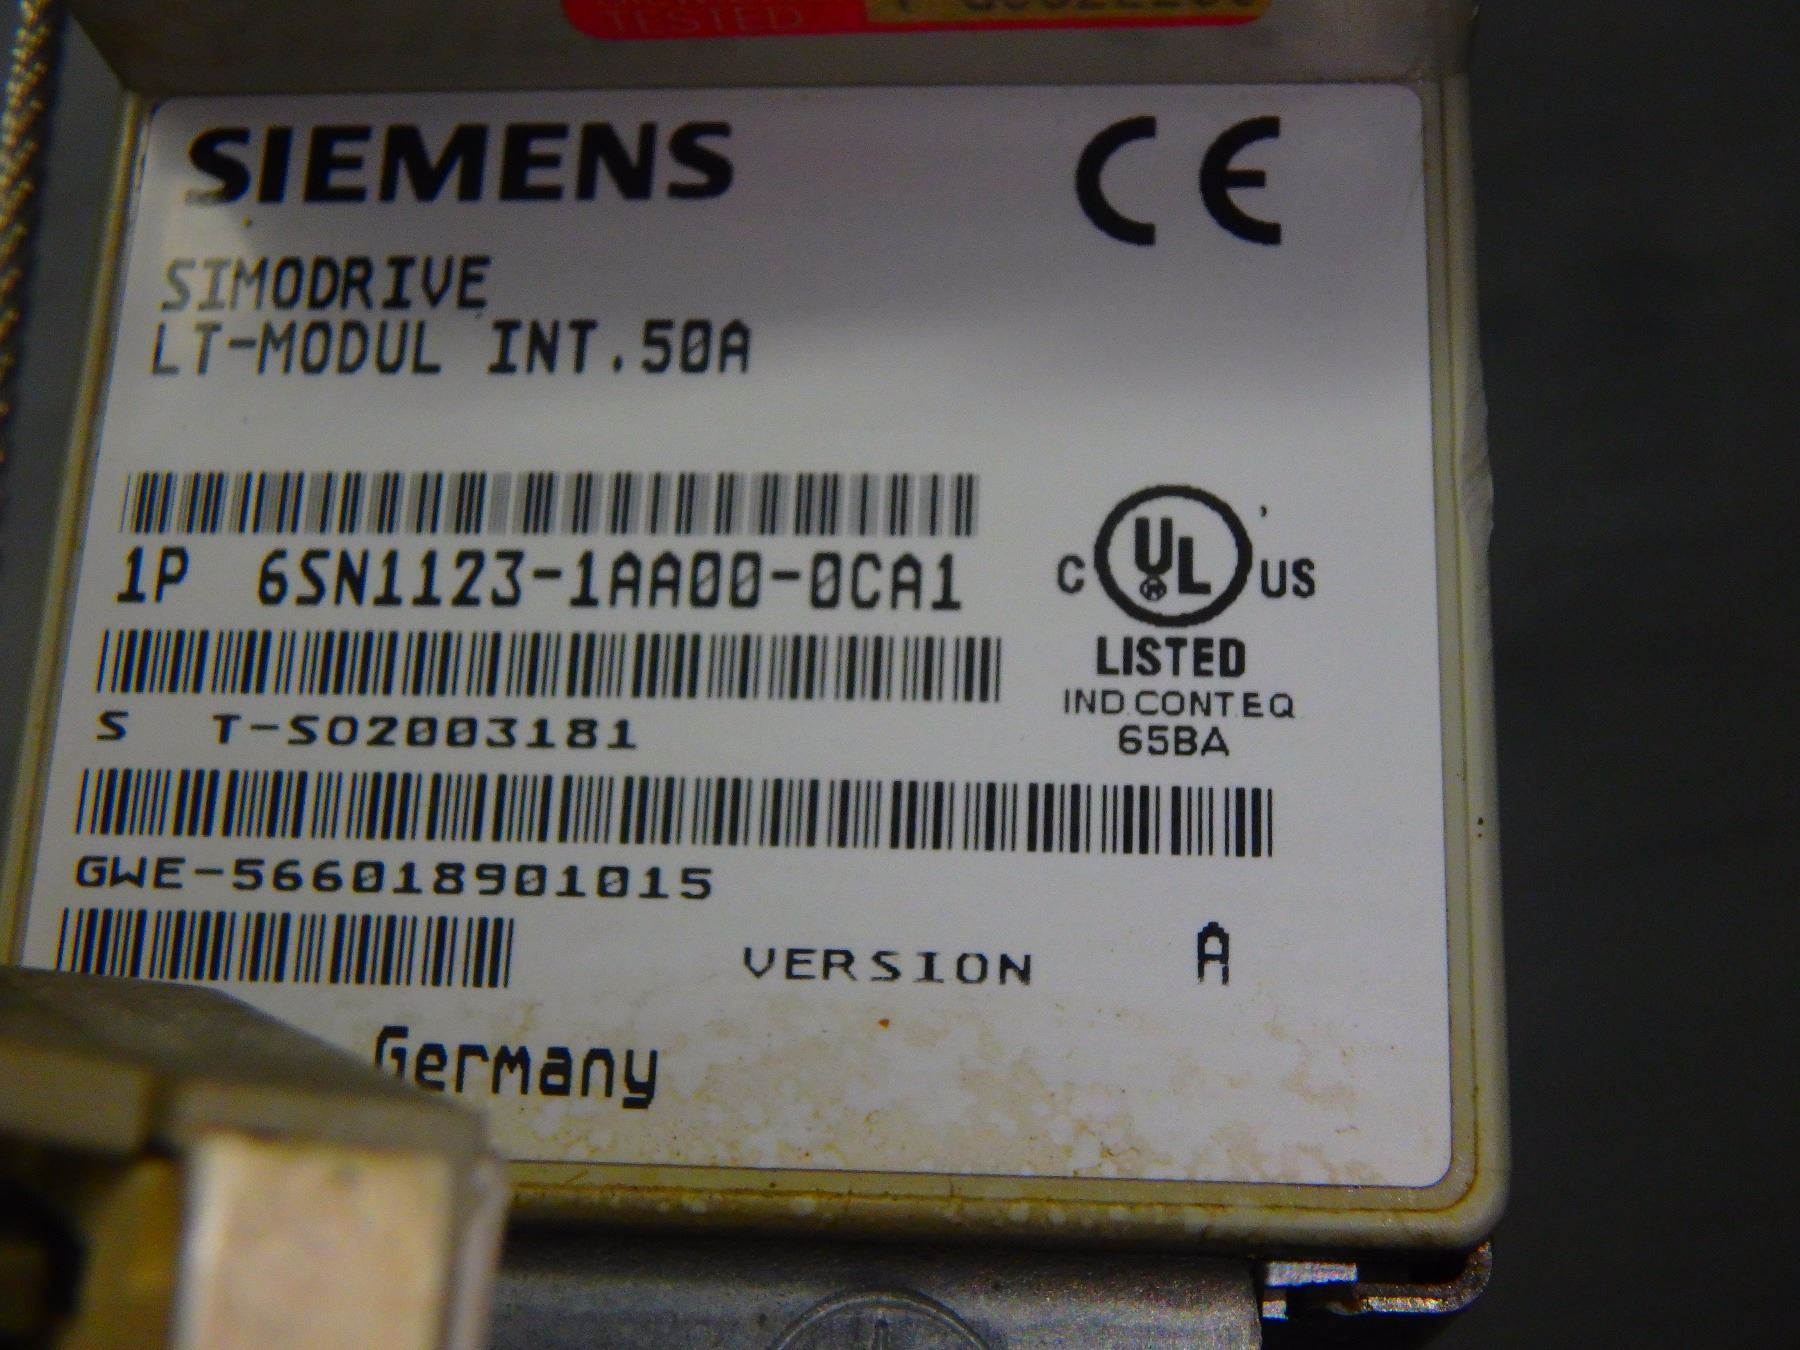 TESTED
SIEMENS
CE
SIMODRIVE
LT-MODUL INT.50A
1P 6SN1123-1AA00-0CA1
C UL US
LISTED
IND.CONT.EQ
65BA
S T-S02003181
GWE-566018901015
VERSION A
Germany